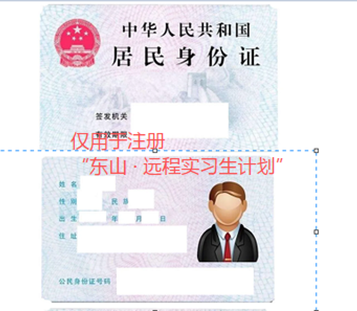 中华人民共和国
居民身份证
签发机关
有效期限
仅用于注册
“东山 · 远程实习生计划”
姓名
性别 民
出生 年 月 日
住址
公民身份证号码